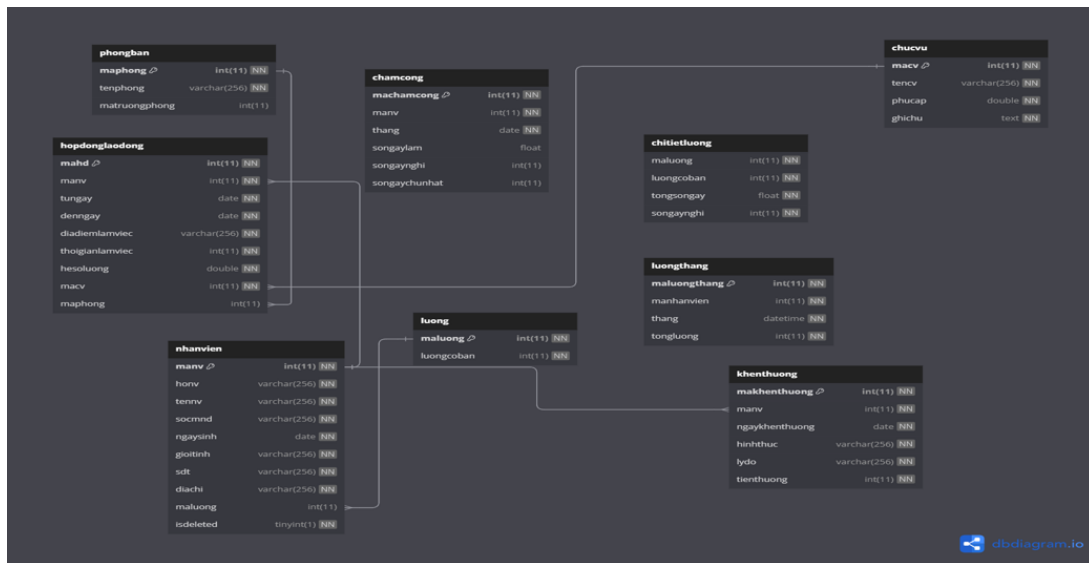 phongban
maphong int(11) NN
tenphong varchar(256) NN
matruongphong int(11)
hopdonglaodong
mahd int(11) NN
manv int(11) NN
tungay date NN
denngay date NN
diadiemlamviec varchar(256) NN
thoigianlamviec int(11) NN
hesoluong double NN
macv int(11) NN
maphong int(11)
nhanvien
manv int(11) NN
honv varchar(256) NN
tennv varchar(256) NN
socmnd varchar(256) NN
ngaysinh date NN
gioitinh varchar(256) NN
sdt varchar(256) NN
diachi varchar(256) NN
maluong int(11)
isdeleted tinyint(1) NN
chamcong
machamcong int(11) NN
manv int(11) NN
thang date NN
songaylam float
songaynghi int(11)
songaychunhat int(11)
luong
maluong int(11) NN
luongcoban int(11) NN
chucvu
macv int(11) NN
tencv varchar(256) NN
phucap double NN
ghichu text NN
chitietluong
maluong int(11) NN
luongcoban int(11) NN
tongsongay float NN
songaynghi int(11) NN
luongthang
maluongthang int(11) NN
manhanvien int(11) NN
thang datetime NN
tongluong int(11) NN
khenthuong
makhenthuong int(11) NN
manv int(11) NN
ngaykhenthuong date NN
hinhthuc varchar(256) NN
lydo varchar(256) NN
tienthuong int(11) NN
dbdiagram.io